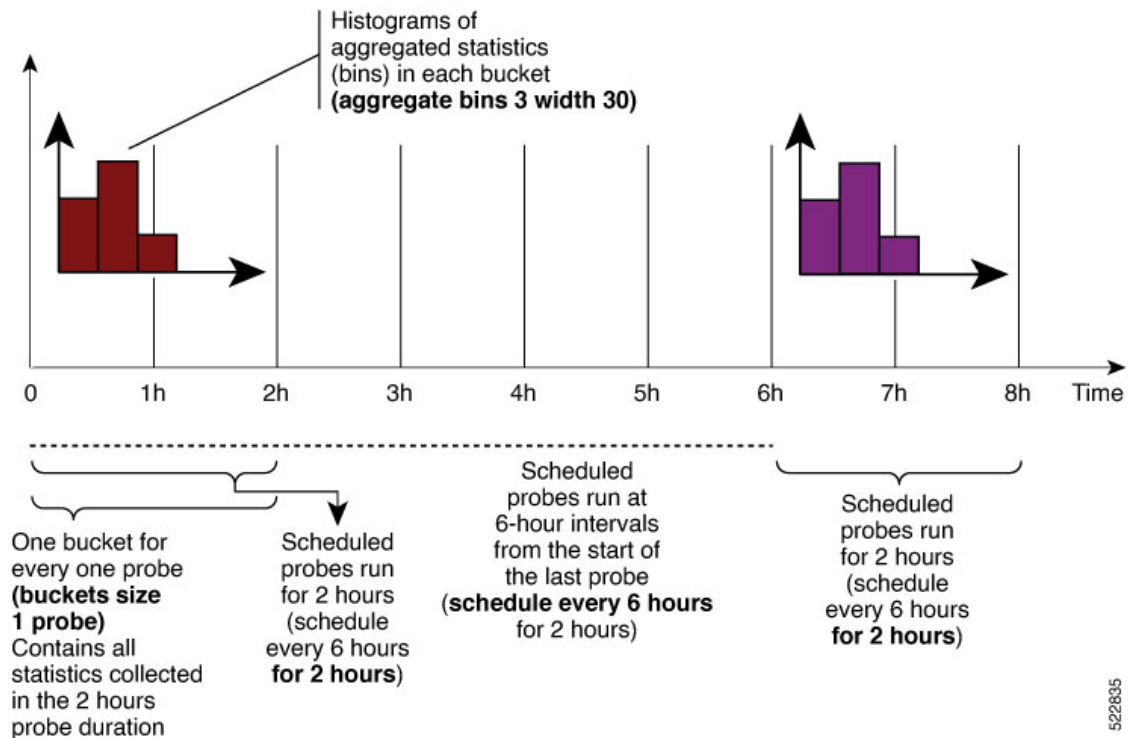 Histograms of
aggregated statistics
(bins) in each bucket
(aggregate bins 3 width 30)
0 1h 2h 3h 4h 5h 6h 7h 8h Time
One bucket for
every one probe
(buckets size
1 probe)
Contains all
statistics collected
in the 2 hours
probe duration
Scheduled
probes run
for 2 hours
(schedule
every 6 hours
for 2 hours)
Scheduled
probes run at
6-hour intervals
from the start of
the last probe
(schedule every 6 hours
for 2 hours)
Scheduled
probes run
for 2 hours
(schedule
every 6 hours
for 2 hours)
522835